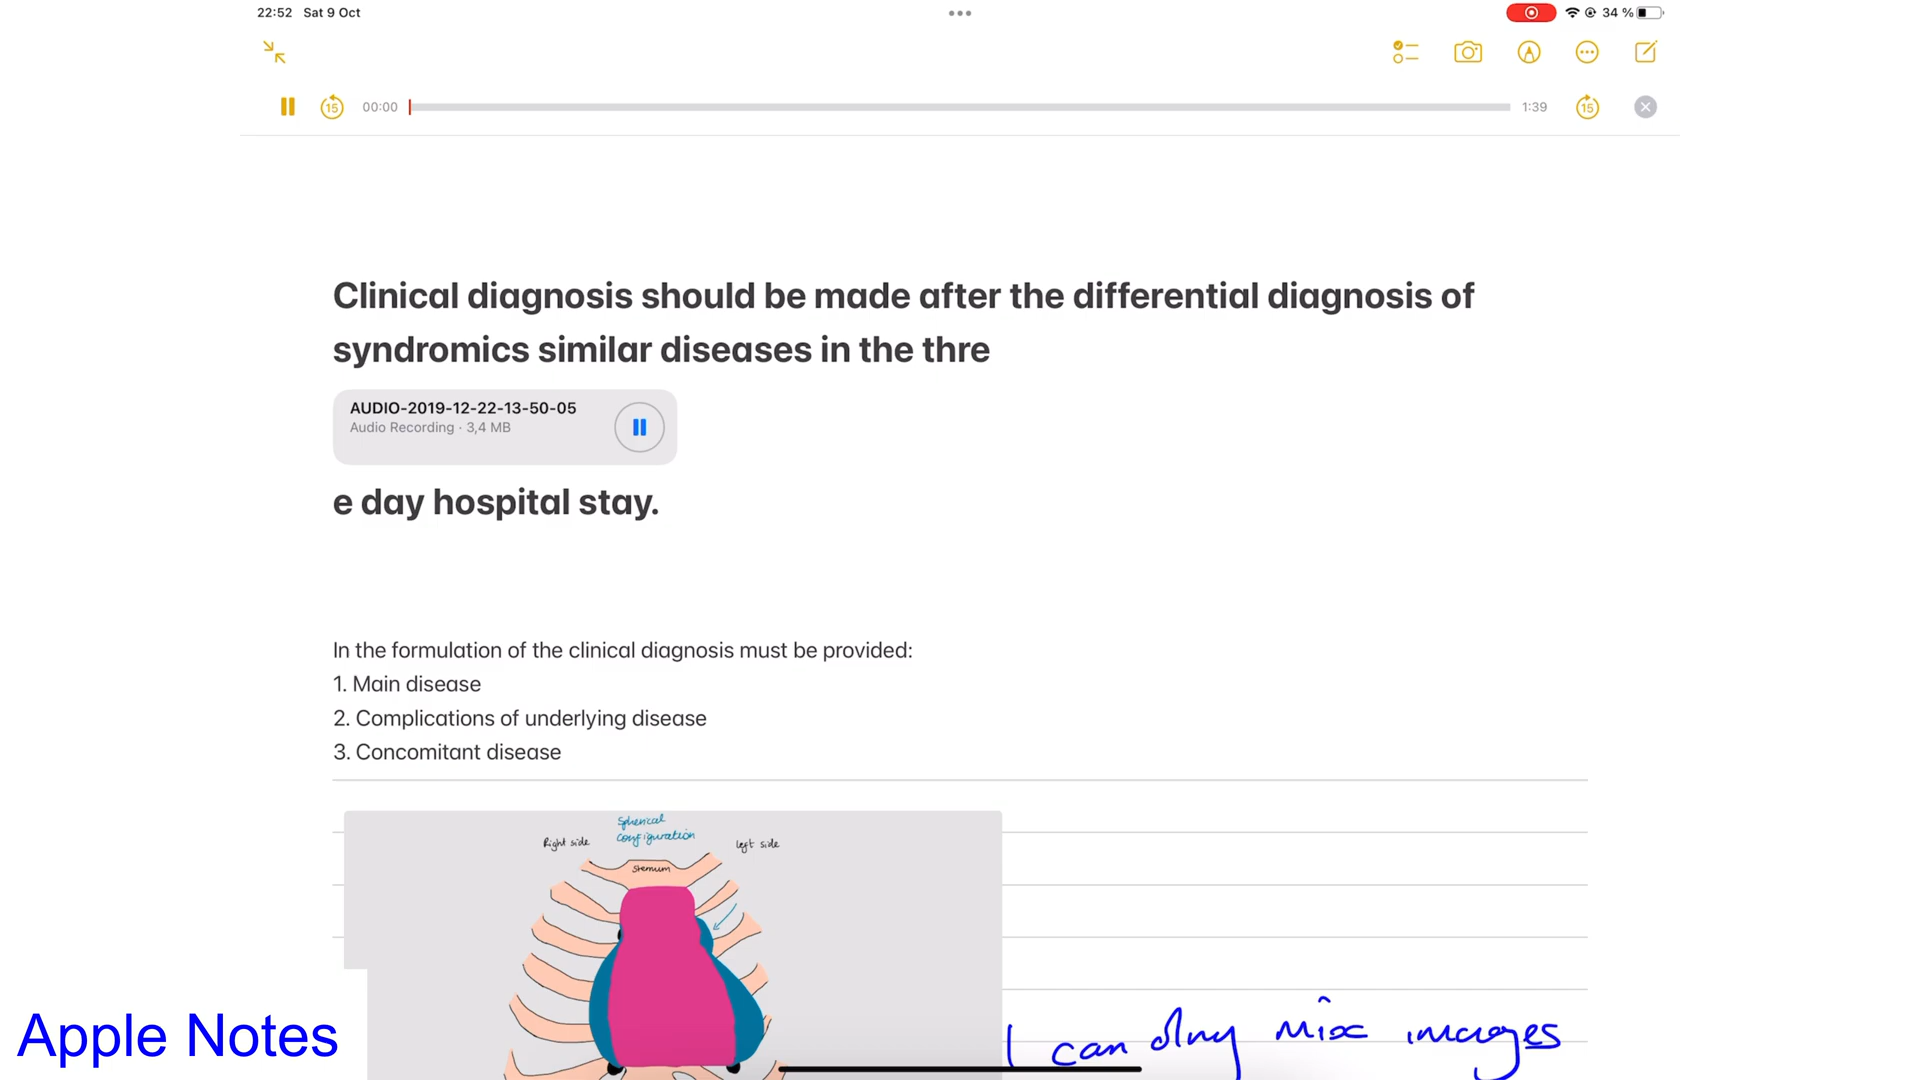 22:52 Sat 9 Oct
34 %
15 00:00 1:39 15
Clinical diagnosis should be made after the differential diagnosis of
syndromics similar diseases in the thre
AUDIO-2019-12-22-13-50-05
Audio Recording · 3,4 MB
e day hospital stay.
In the formulation of the clinical diagnosis must be provided:
1. Main disease
2. Complications of underlying disease
3. Concomitant disease
Spherical
configuration
Right side
left side
Sternum
I can
mix images
Apple Notes